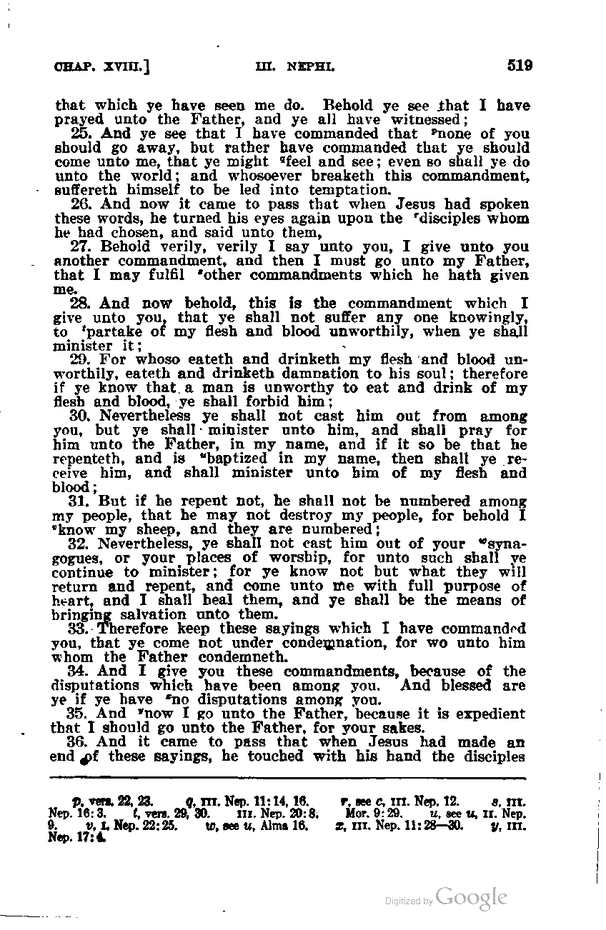 CHAP. XVIII.] III. NEPHI. 519
that which ye have seen me do. Behold ye see that I have
prayed unto the Father, and ye all have witnessed;
25. And ye see that I have commanded that ᵖnone of you
should go away, but rather have commanded that ye should
come unto me, that ye might ᑫfeel and see; even so shall ye do
unto the world; and whosoever breaketh this commandment,
suffereth himself to be led into temptation.
26. And now it came to pass that when Jesus had spoken
these words, he turned his eyes again upon the ʳdisciples whom
he had chosen, and said unto them,
27. Behold verily, verily I say unto you, I give unto you
another commandment, and then I must go unto my Father,
that I may fulfil ˢother commandments which he hath given
me.
28. And now behold, this is the commandment which I
give unto you, that ye shall not suffer any one knowingly,
to ᵗpartake of my flesh and blood unworthily, when ye shall
minister it;
29. For whoso eateth and drinketh my flesh and blood un-
worthily, eateth and drinketh damnation to his soul; therefore
if ye know that a man is unworthy to eat and drink of my
flesh and blood, ye shall forbid him;
30. Nevertheless ye shall not cast him out from among
you, but ye shall minister unto him, and shall pray for
him unto the Father, in my name, and if it so be that he
repenteth, and is ᵘbaptized in my name, then shall ye re-
ceive him, and shall minister unto him of my flesh and
blood;
31. But if he repent not, he shall not be numbered among
my people, that he may not destroy my people, for behold I
ᵛknow my sheep, and they are numbered;
32. Nevertheless, ye shall not cast him out of your ʷsyna-
gogues, or your places of worship, for unto such shall ye
continue to minister; for ye know not but what they will
return and repent, and come unto me with full purpose of
heart, and I shall heal them, and ye shall be the means of
bringing salvation unto them.
33. Therefore keep these sayings which I have commanded
you, that ye come not under condemnation, for wo unto him
whom the Father condemneth.
34. And I give you these commandments, because of the
disputations which have been among you. And blessed are
ye if ye have ˣno disputations among you.
35. And ʸnow I go unto the Father, because it is expedient
that I should go unto the Father, for your sakes.
36. And it came to pass that when Jesus had made an
end of these sayings, he touched with his hand the disciples
p, vers. 22, 23. q, III. Nep. 11:14, 16. r, see c, III. Nep. 12. s, III.
Nep. 16:3. t, vers. 29, 30. III. Nep. 20:8. Mor. 9:29. u, see u, II. Nep.
9. v, I. Nep. 22:25. w, see u, Alma 16. x, III. Nep. 11:28—30. y, III.
Nep. 17:4.
Digitized by Google